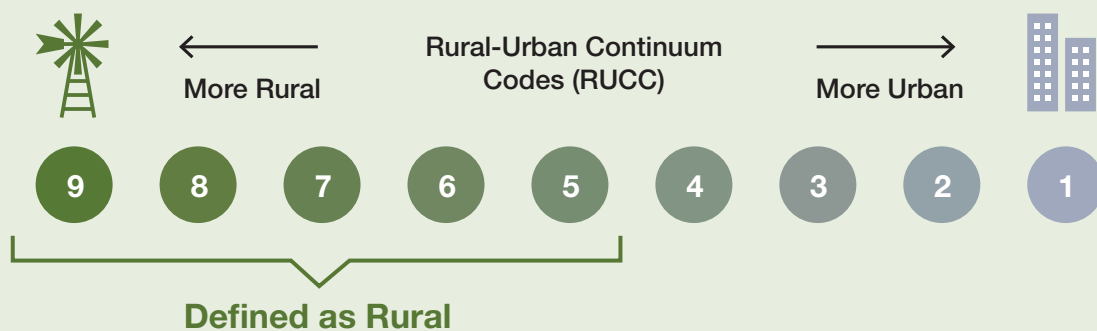 Rural-Urban Continuum
Codes (RUCC)
More Rural
More Urban
9 8 7 6 5 4 3 2 1
Defined as Rural